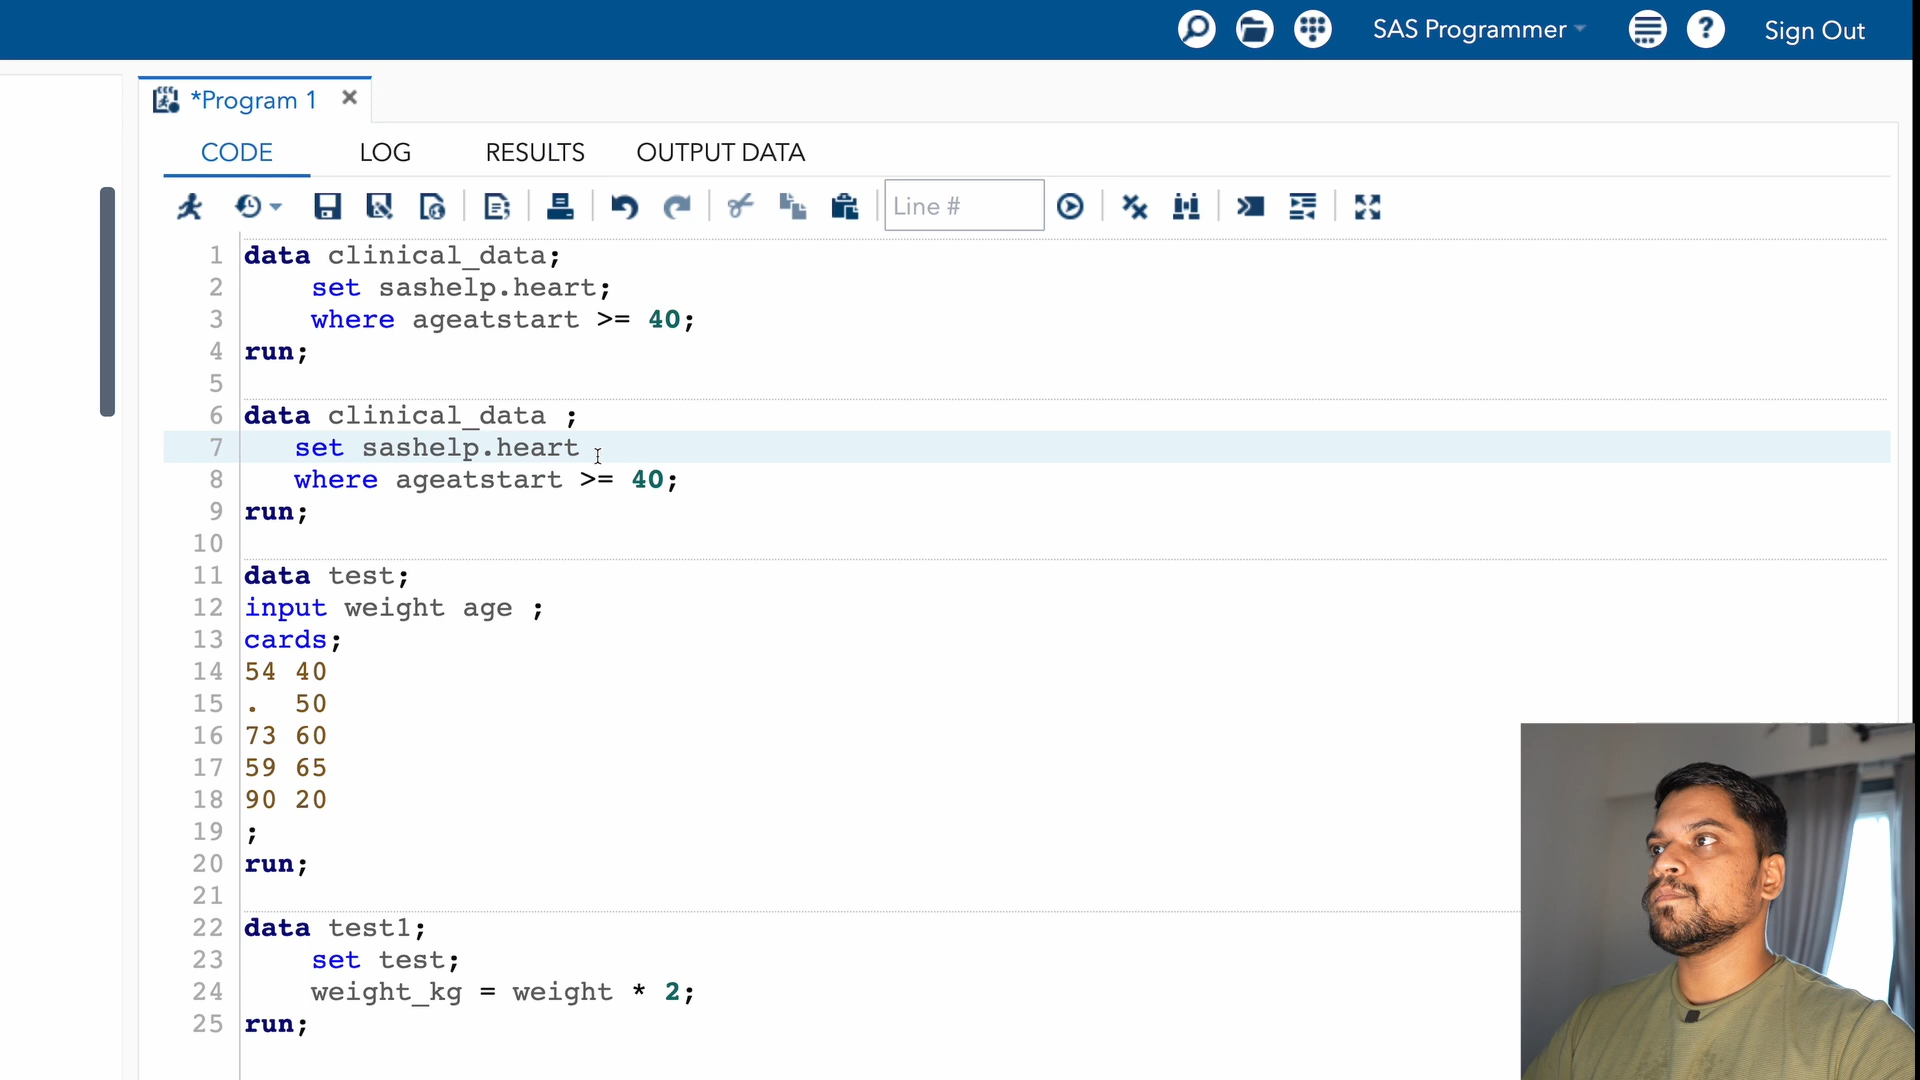 SAS Programmer
Sign Out
*Program 1
CODE LOG RESULTS OUTPUT DATA
Line #
1 data clinical_data;
2 set sashelp.heart;
3 where ageatstart >= 40;
4 run;
5
6 data clinical_data ;
7 set sashelp.heart
8 where ageatstart >= 40;
9 run;
10
11 data test;
12 input weight age ;
13 cards;
14 54 40
15 . 50
16 73 60
17 59 65
18 90 20
19 ;
20 run;
21
22 data test1;
23 set test;
24 weight_kg = weight * 2;
25 run;